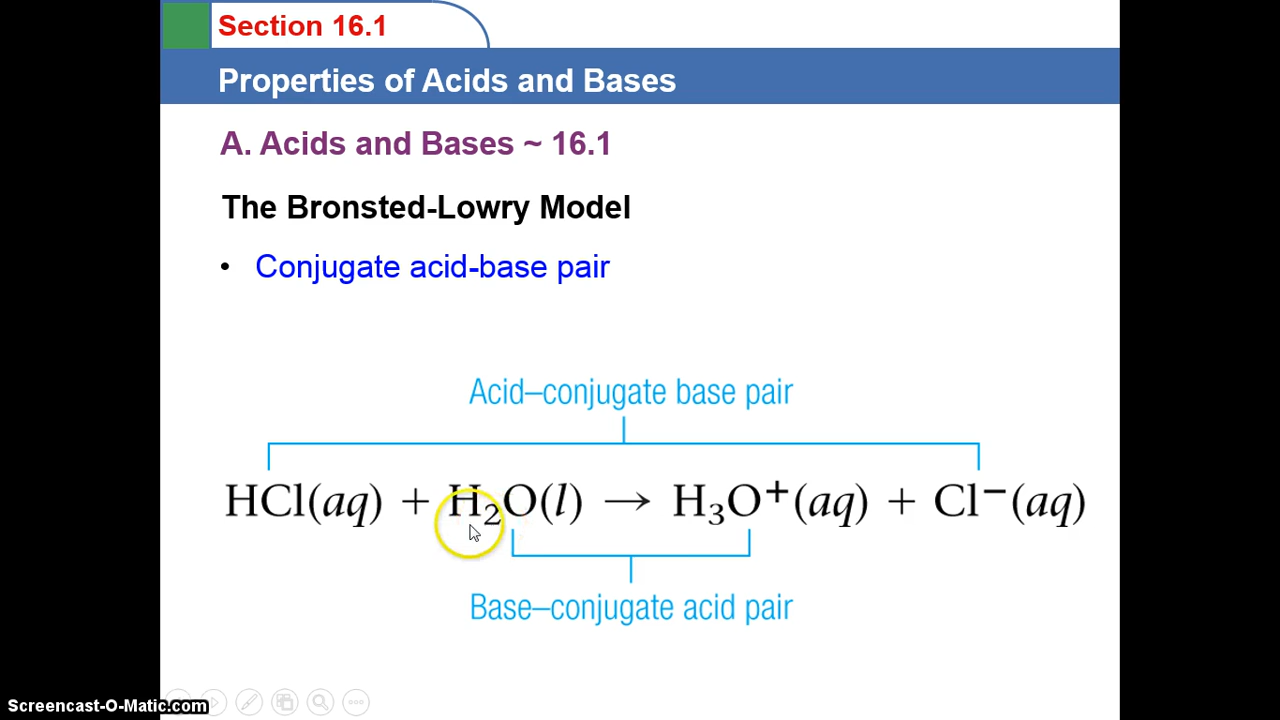 Section 16.1
Properties of Acids and Bases
A. Acids and Bases ~ 16.1
The Bronsted-Lowry Model
• Conjugate acid-base pair
Acid–conjugate base pair
HCl(aq) + H₂O(l) → H₃O⁺(aq) + Cl⁻(aq)
Base–conjugate acid pair
Screencast-O-Matic.com